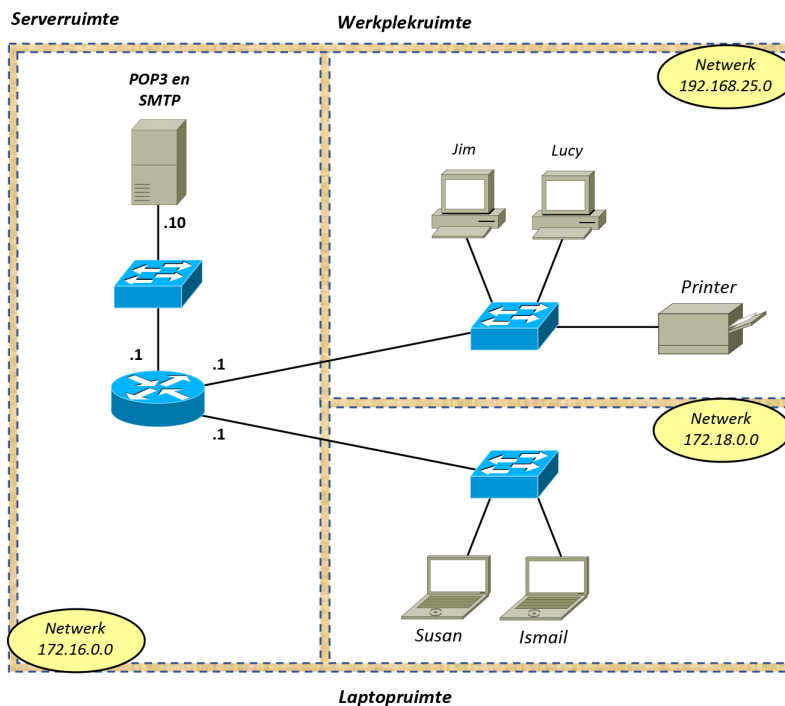 Serverruimte
Werkplekruimte
POP3 en
SMTP
Netwerk
192.168.25.0
Jim
Lucy
.10
Printer
.1
.1
.1
Netwerk
172.18.0.0
Susan
Ismail
Netwerk
172.16.0.0
Laptopruimte